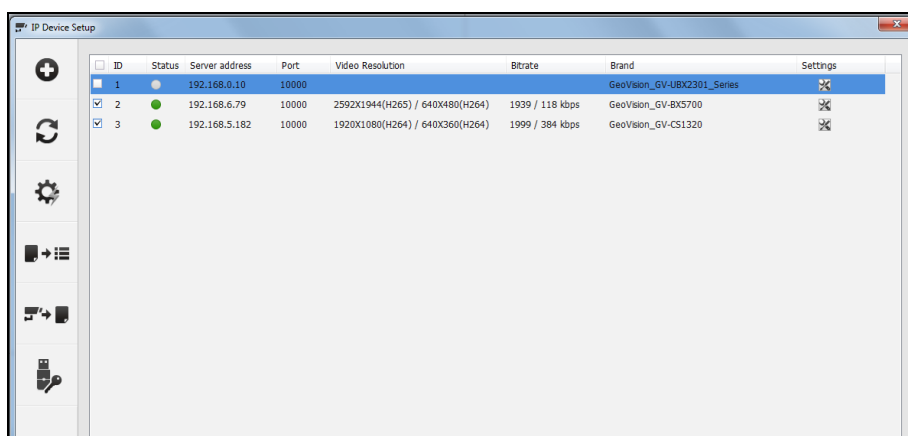 IP Device Setup
ID Status Server address Port Video Resolution Bitrate Brand Settings
1 192.168.0.10 10000 GeoVision_GV-UBX2301_Series
2 192.168.6.79 10000 2592X1944(H265) / 640X480(H264) 1939 / 118 kbps GeoVision_GV-BX5700
3 192.168.5.182 10000 1920X1080(H264) / 640X360(H264) 1999 / 384 kbps GeoVision_GV-CS1320